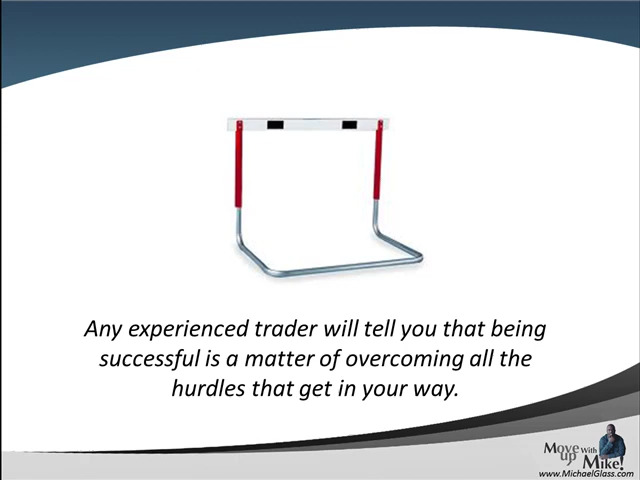 Any experienced trader will tell you that being
successful is a matter of overcoming all the
hurdles that get in your way.
Move up With Mike!
www.MichaelGlass.com